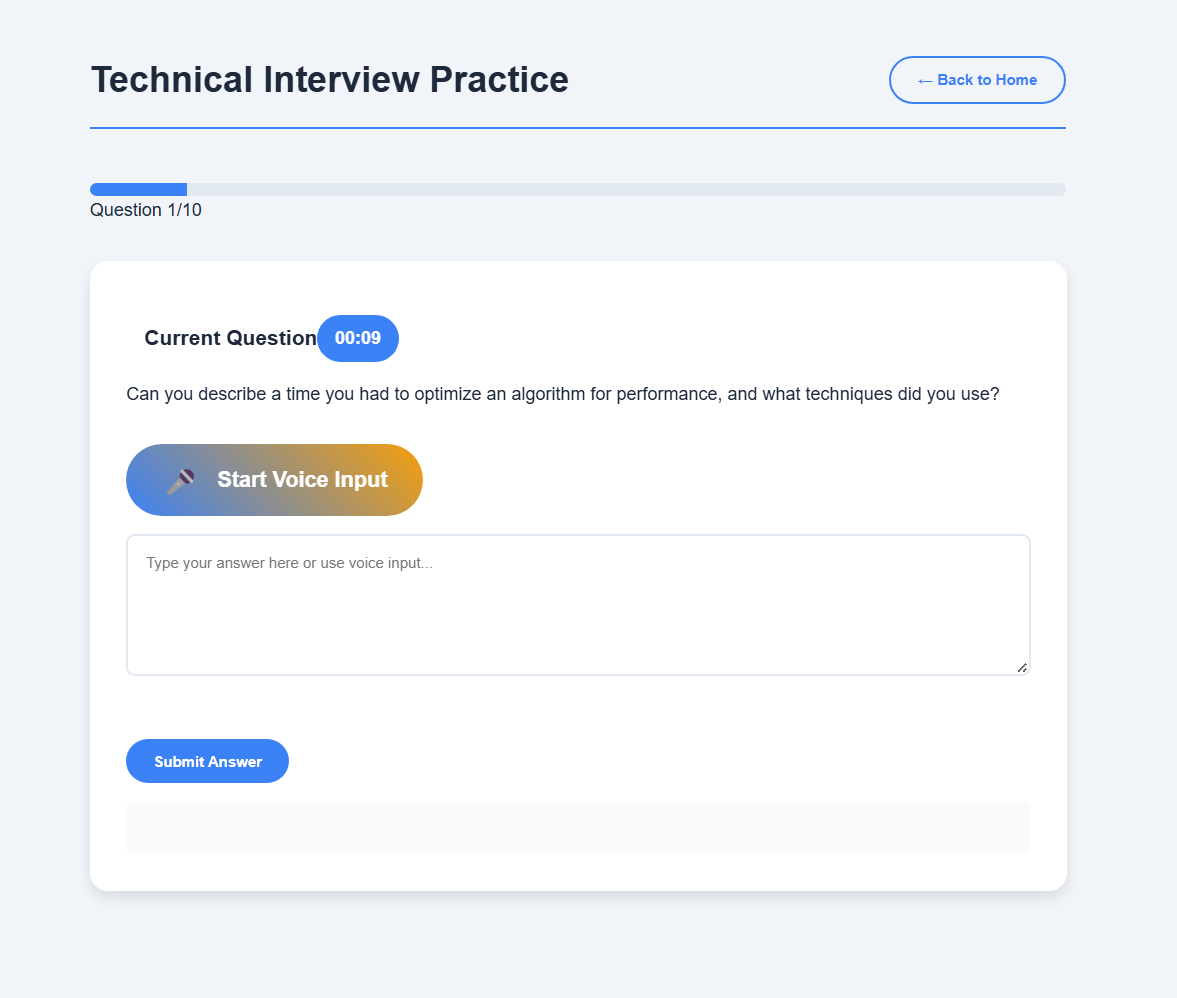 Technical Interview Practice
← Back to Home
Question 1/10
Current Question
00:09
Can you describe a time you had to optimize an algorithm for performance, and what techniques did you use?
Start Voice Input
Type your answer here or use voice input...
Submit Answer